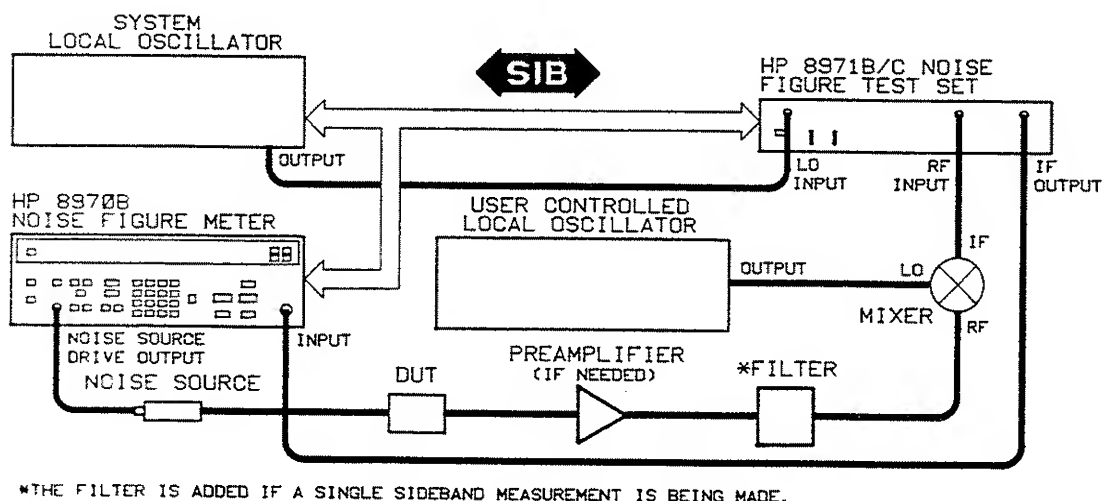 SYSTEM
LOCAL OSCILLATOR
SIB
HP 8971B/C NOISE
FIGURE TEST SET
OUTPUT
LO
INPUT
RF
INPUT
IF
OUTPUT
HP 8970B
NOISE FIGURE METER
88
USER CONTROLLED
LOCAL OSCILLATOR
OUTPUT
LO
IF
MIXER
RF
NOISE SOURCE
DRIVE OUTPUT
INPUT
NOISE SOURCE
DUT
PREAMPLIFIER
(IF NEEDED)
*FILTER
*THE FILTER IS ADDED IF A SINGLE SIDEBAND MEASUREMENT IS BEING MADE.